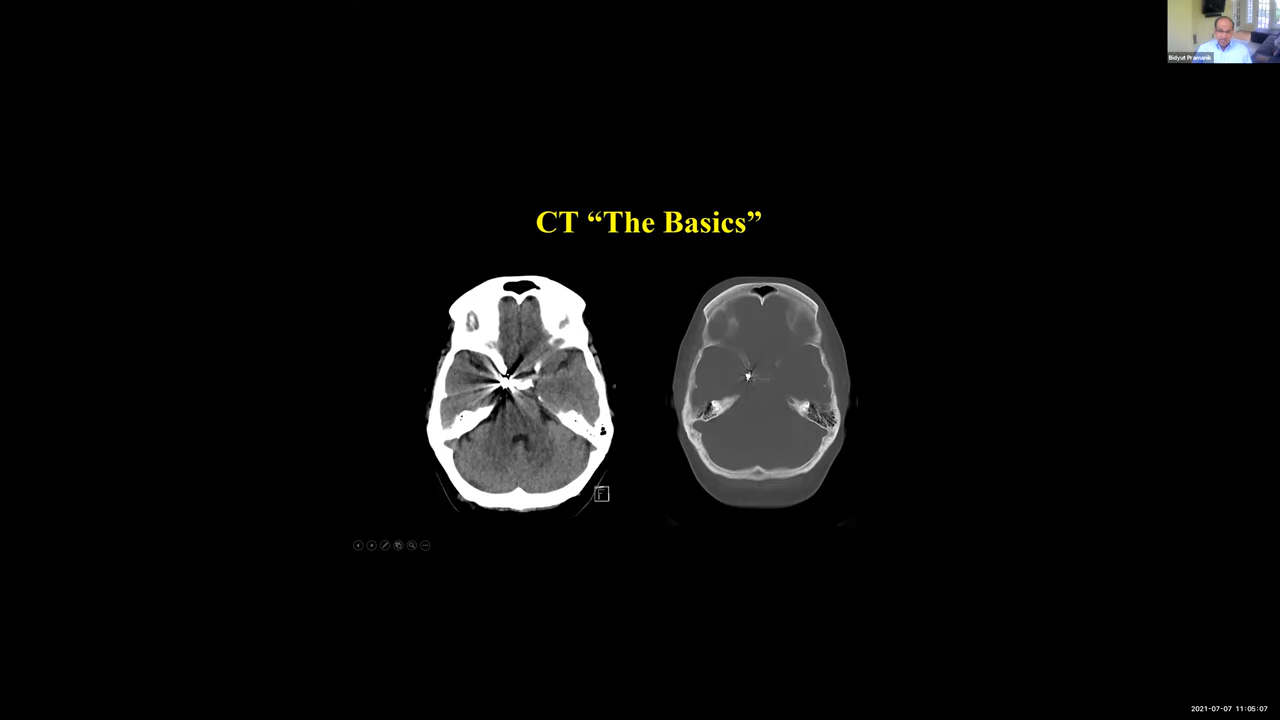 Bidyut Pramanik
CT “The Basics”
F
2021-07-07 11:05:07